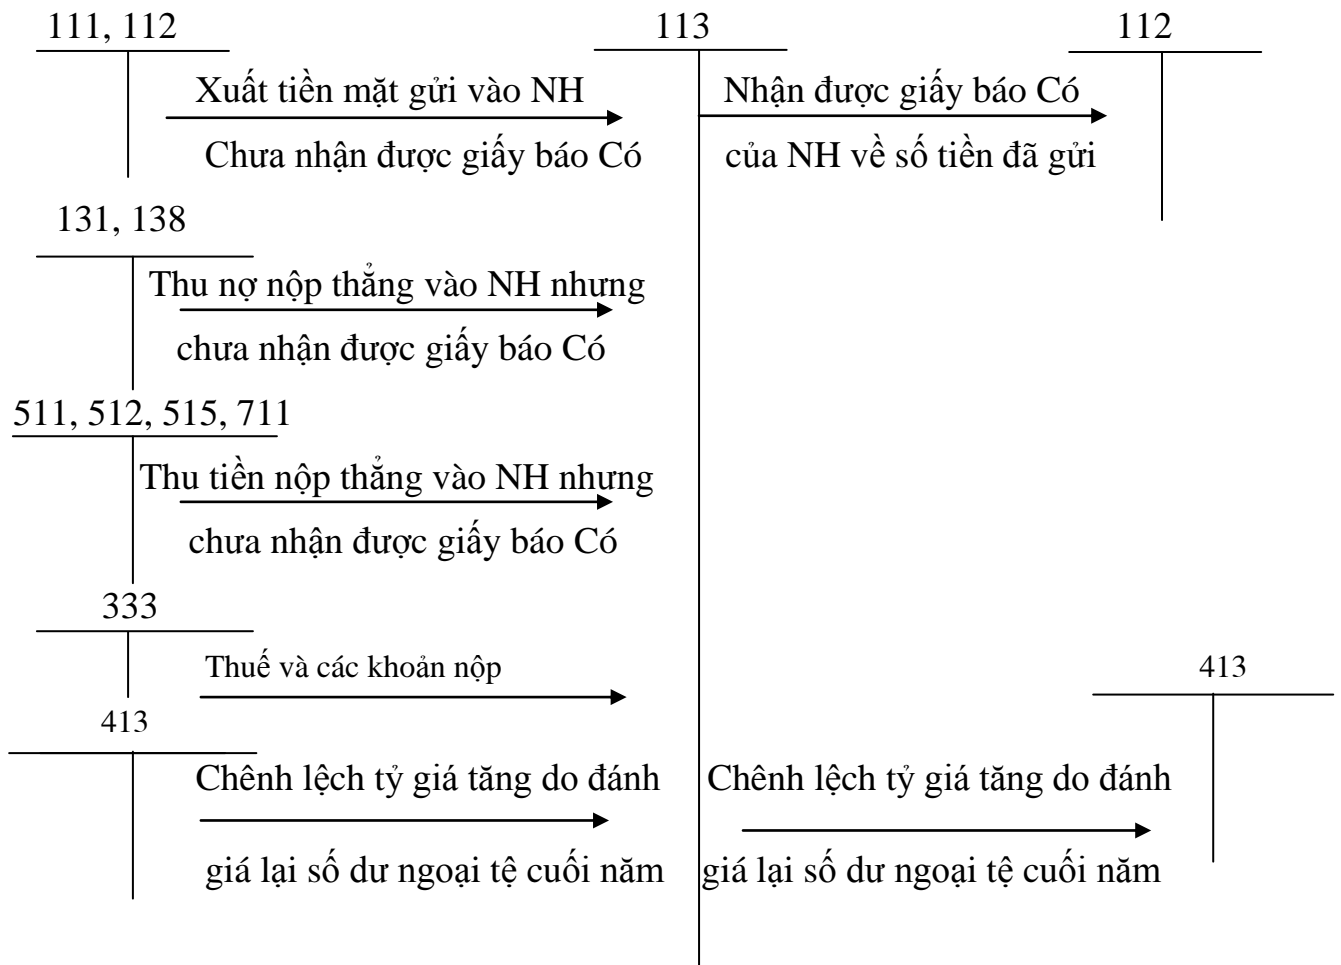 111, 112
113
112
Xuất tiền mặt gửi vào NH
Chưa nhận được giấy báo Có
Nhận được giấy báo Có
của NH về số tiền đã gửi
131, 138
Thu nợ nộp thẳng vào NH nhưng
chưa nhận được giấy báo Có
511, 512, 515, 711
Thu tiền nộp thẳng vào NH nhưng
chưa nhận được giấy báo Có
333
Thuế và các khoản nộp
413
413
Chênh lệch tỷ giá tăng do đánh
giá lại số dư ngoại tệ cuối năm
Chênh lệch tỷ giá tăng do đánh
giá lại số dư ngoại tệ cuối năm